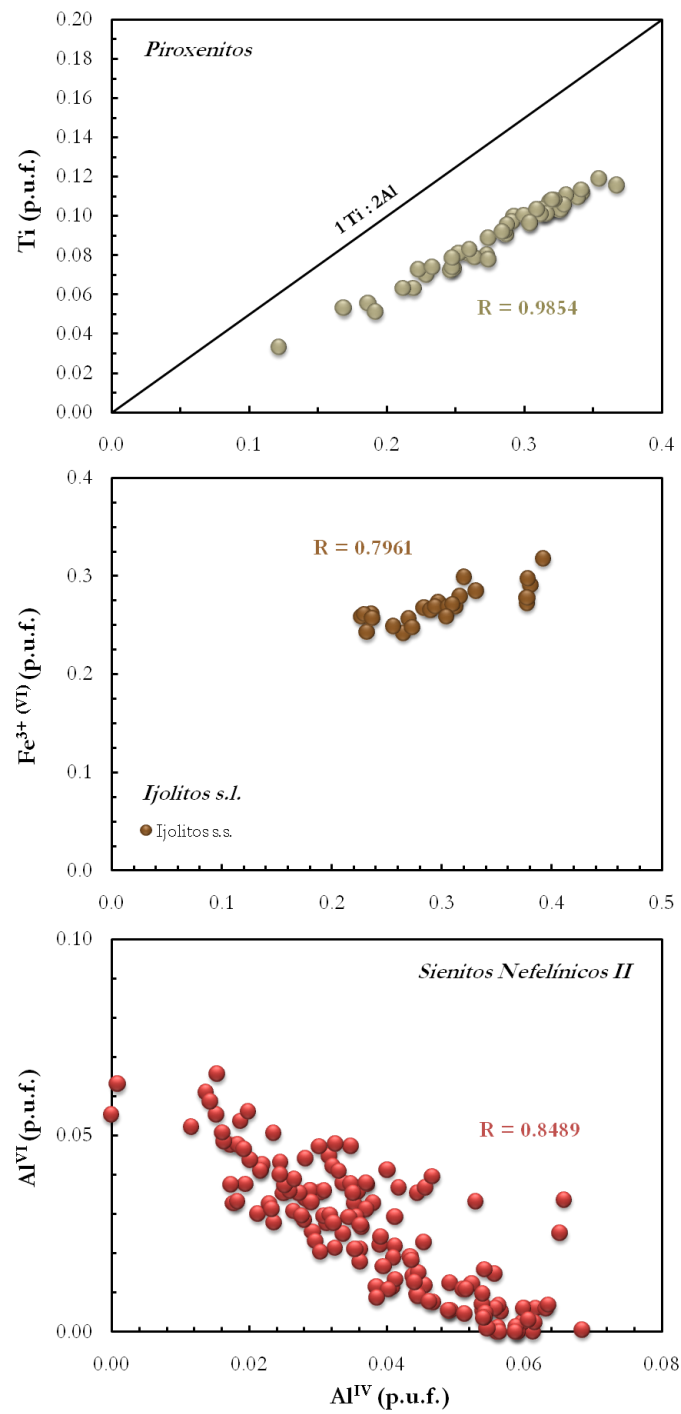 0.20
Piroxenitos
0.18
0.16
0.14
0.12
Ti (p.u.f.)
1 Ti : 2Al
0.10
0.08
0.06
R = 0.9854
0.04
0.02
0.00
0.0 0.1 0.2 0.3 0.4
0.4
R = 0.7961
0.3
Fe³⁺ ⁽ⱽᴵ⁾ (p.u.f.)
0.2
0.1
Ijolitos s.l.
Ijolitos s.s.
0.0
0.0 0.1 0.2 0.3 0.4 0.5
0.10
Sienitos Nefelínicos II
Alⱽᴵ (p.u.f.)
R = 0.8489
0.05
0.00
0.00 0.02 0.04 0.06 0.08
Alᴵⱽ (p.u.f.)